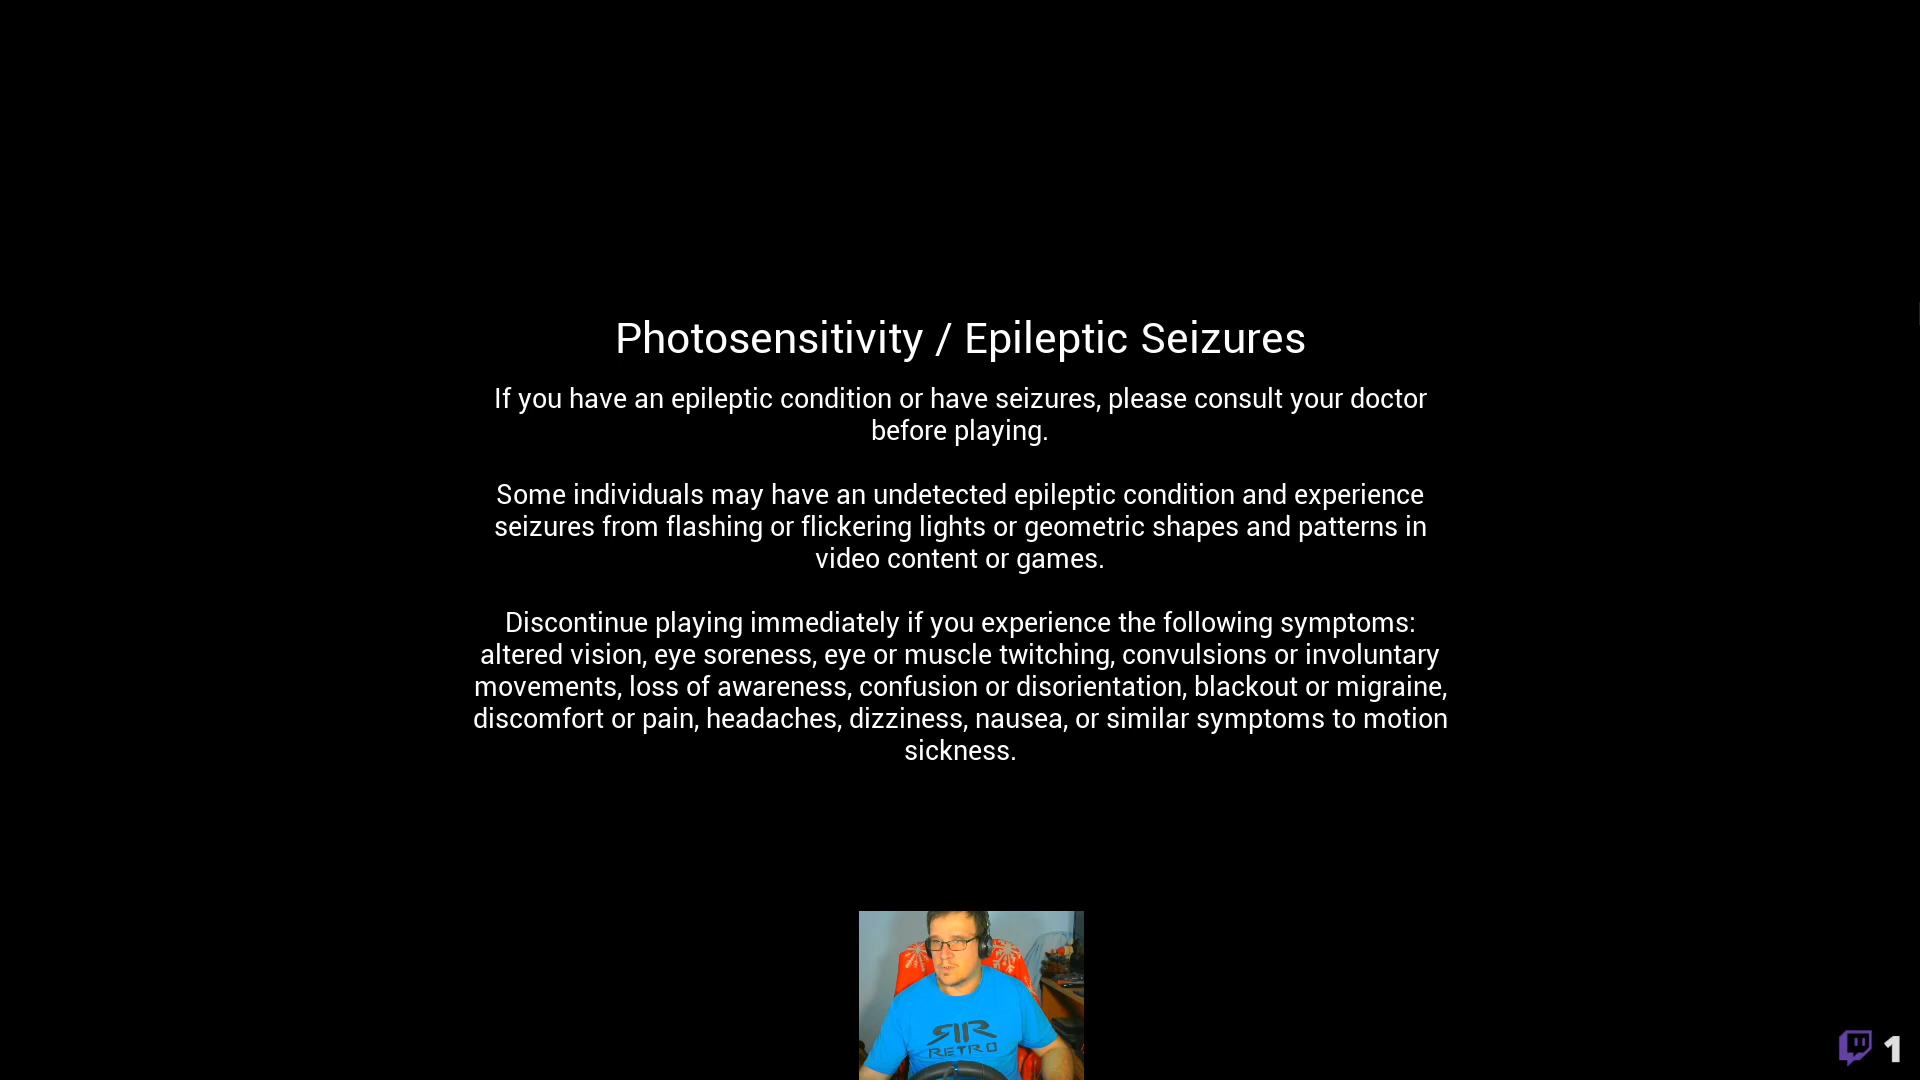 Photosensitivity / Epileptic Seizures
If you have an epileptic condition or have seizures, please consult your doctor
before playing.
Some individuals may have an undetected epileptic condition and experience
seizures from flashing or flickering lights or geometric shapes and patterns in
video content or games.
Discontinue playing immediately if you experience the following symptoms:
altered vision, eye soreness, eye or muscle twitching, convulsions or involuntary
movements, loss of awareness, confusion or disorientation, blackout or migraine,
discomfort or pain, headaches, dizziness, nausea, or similar symptoms to motion
sickness.
RETRO
1